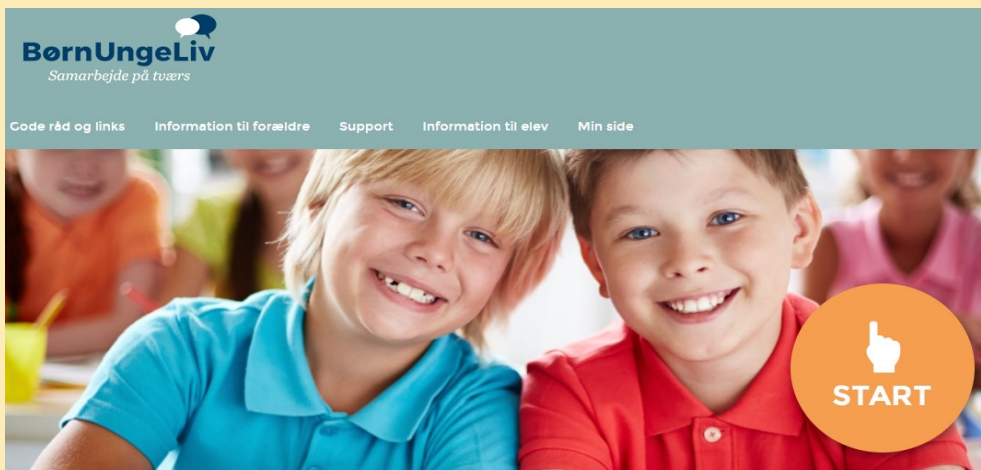 BørnUngeLiv
Samarbejde på tværs
Gode råd og links Information til forældre Support Information til elev Min side
START